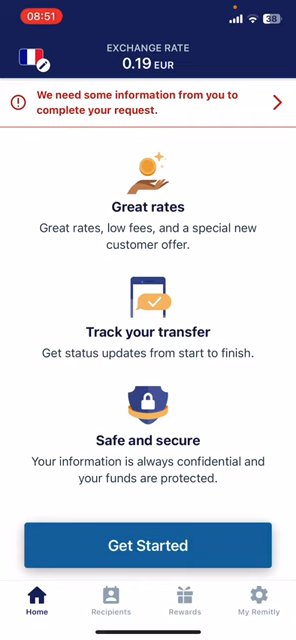 08:51
38
EXCHANGE RATE
0.19 EUR
We need some information from you to
complete your request.
Great rates
Great rates, low fees, and a special new
customer offer.
Track your transfer
Get status updates from start to finish.
Safe and secure
Your information is always confidential and
your funds are protected.
Get Started
Home Recipients Rewards My Remitly